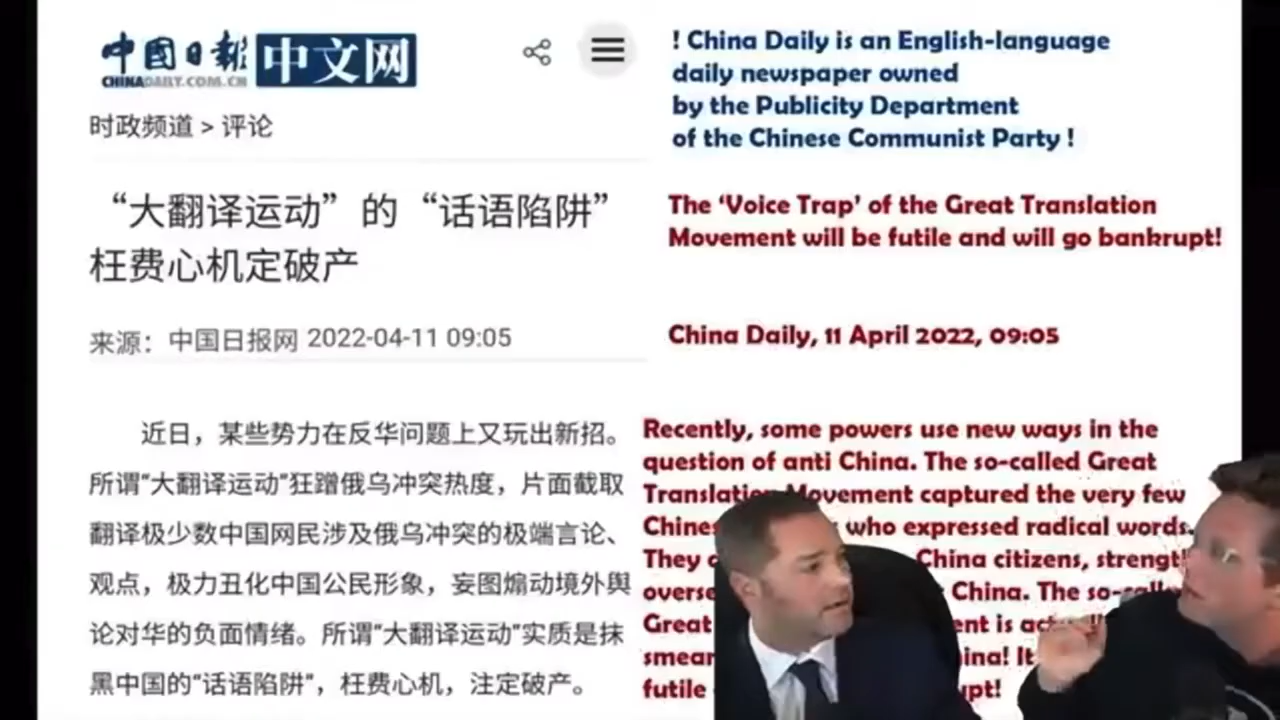 中國日報 中文网
CHINADAILY.COM.CN
时政频道 > 评论
“大翻译运动”的“话语陷阱”
枉费心机定破产
来源：中国日报网 2022-04-11 09:05
近日，某些势力在反华问题上又玩出新招。
所谓“大翻译运动”狂蹭俄乌冲突热度，片面截取
翻译极少数中国网民涉及俄乌冲突的极端言论、
观点，极力丑化中国公民形象，妄图煽动境外舆
论对华的负面情绪。所谓“大翻译运动”实质是抹
黑中国的“话语陷阱”，枉费心机，注定破产。
! China Daily is an English-language
daily newspaper owned
by the Publicity Department
of the Chinese Communist Party !
The ‘Voice Trap’ of the Great Translation
Movement will be futile and will go bankrupt!
China Daily, 11 April 2022, 09:05
Recently, some powers use new ways in the
question of anti China. The so-called Great
Translation Movement captured the very few
who expressed radical words.
They China citizens,
China. The
Great is
It
futile